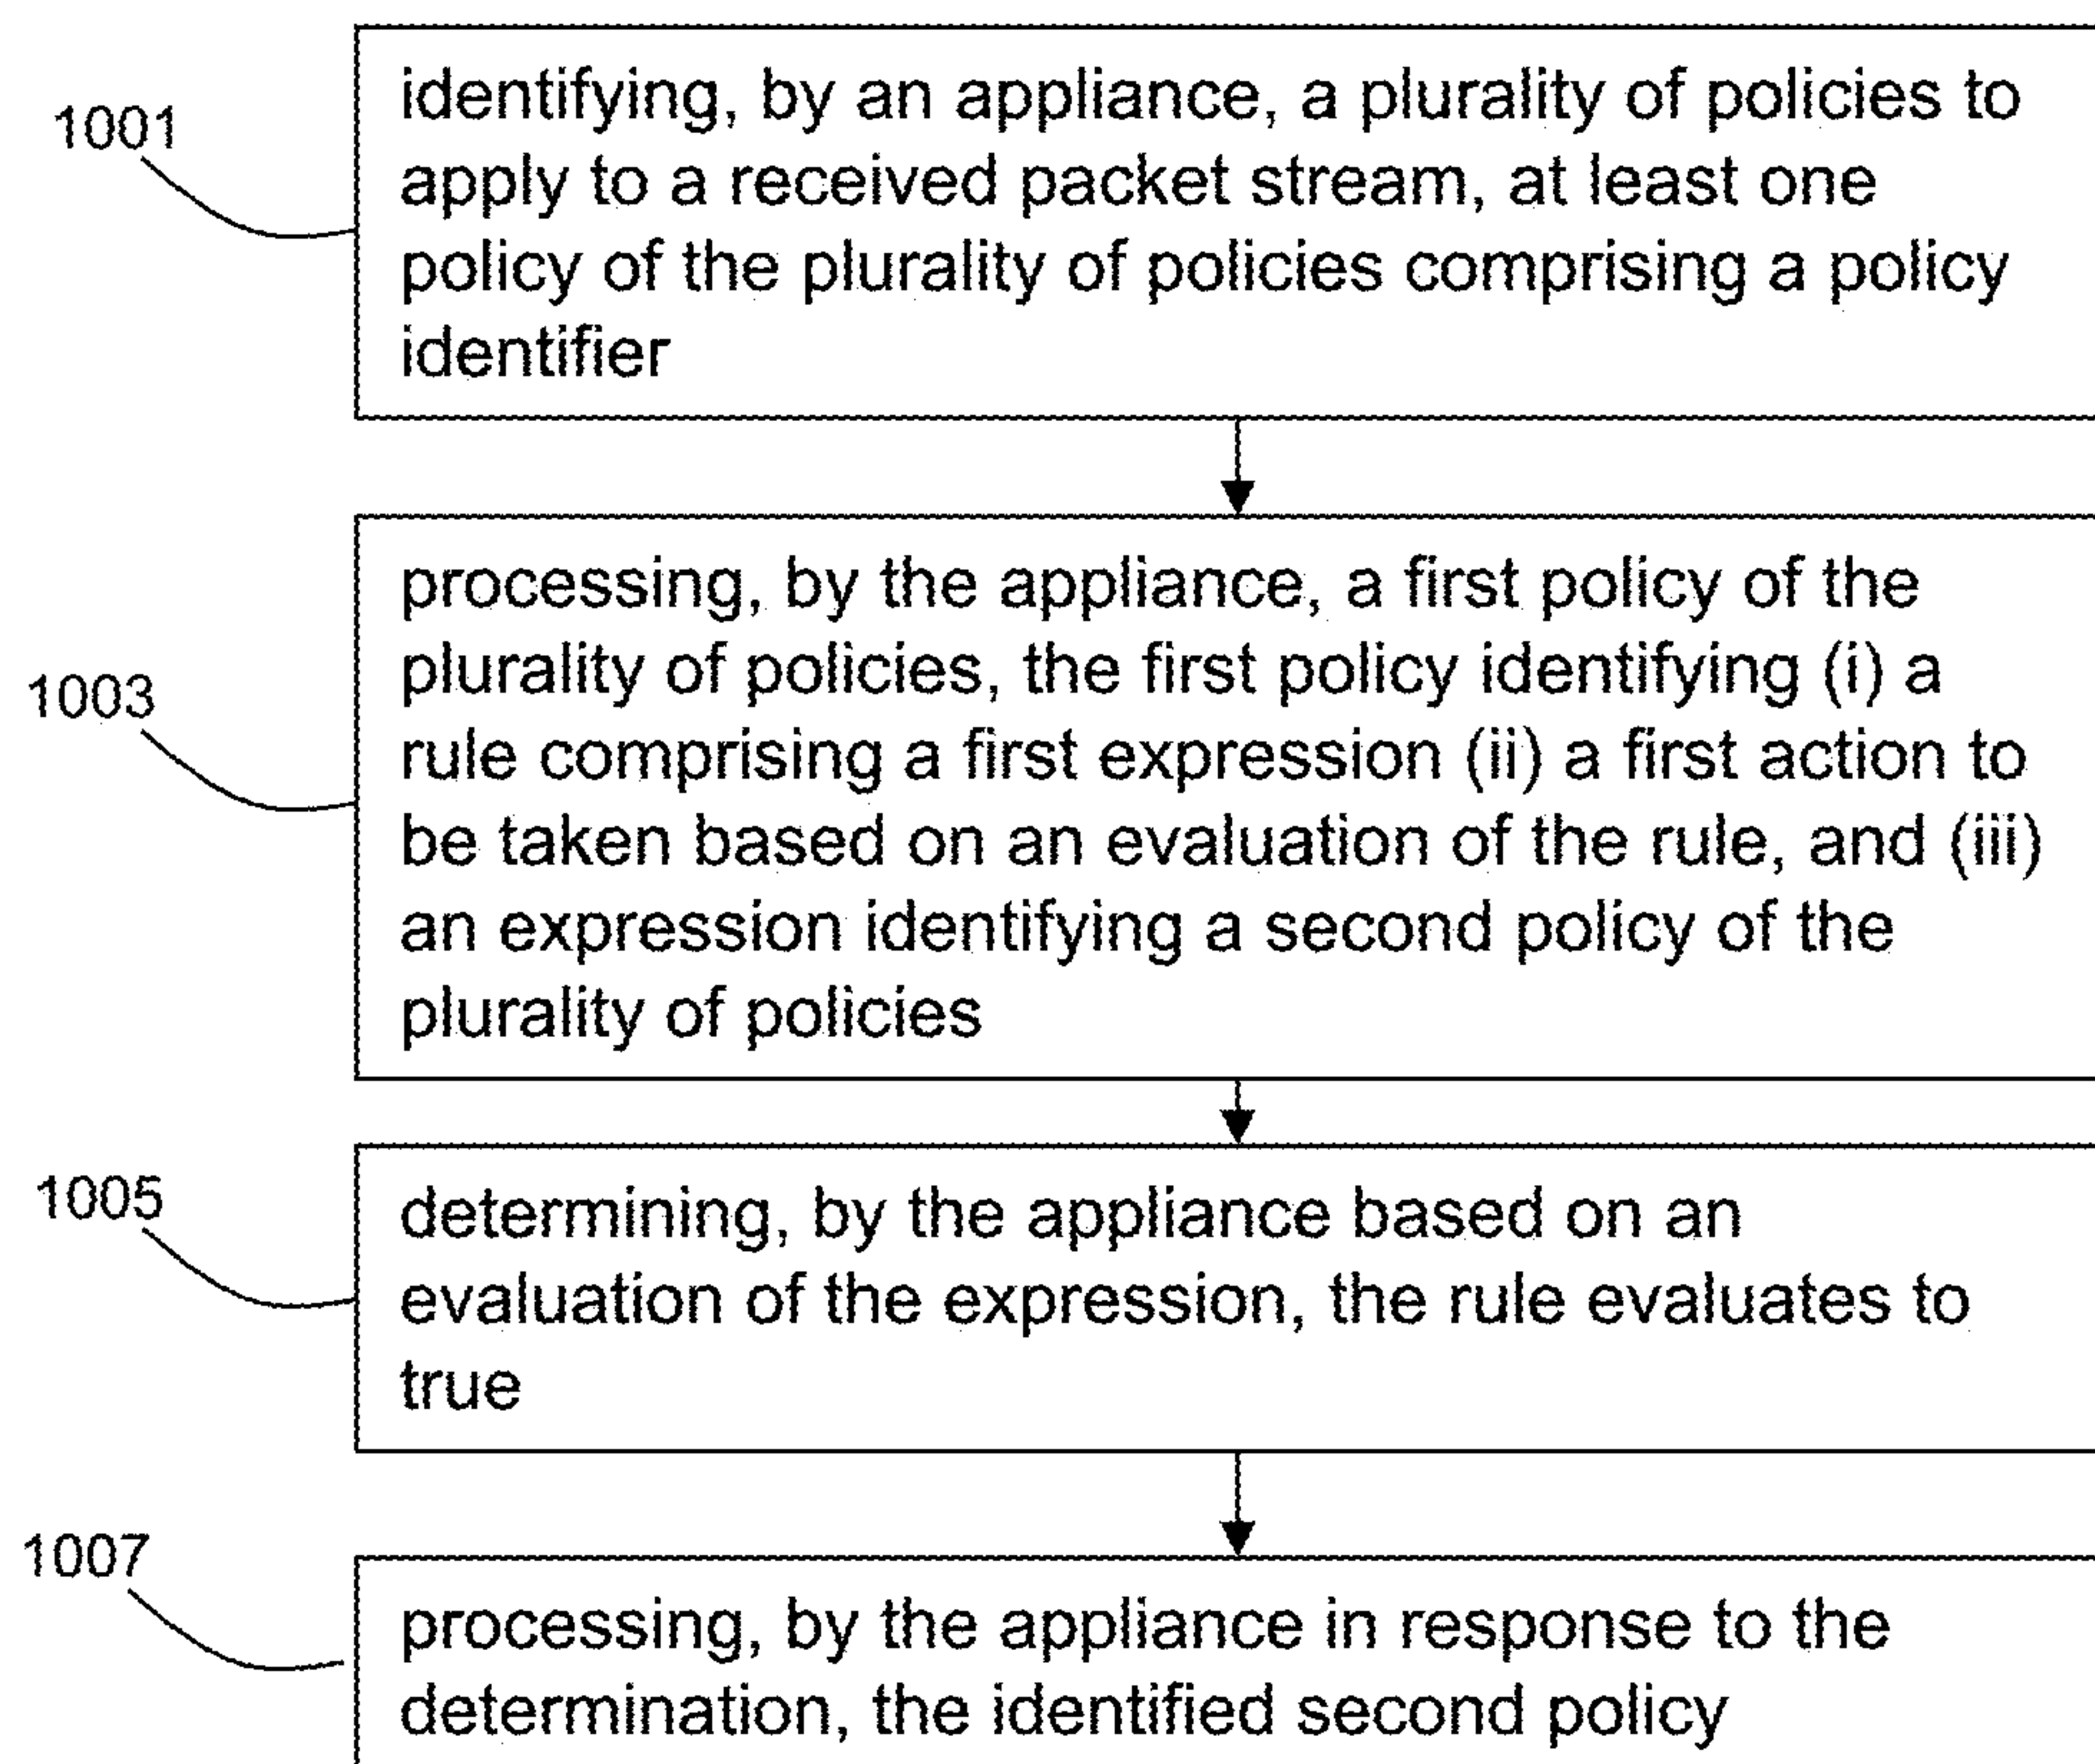 1001
identifying, by an appliance, a plurality of policies to
apply to a received packet stream, at least one
policy of the plurality of policies comprising a policy
identifier
1003
processing, by the appliance, a first policy of the
plurality of policies, the first policy identifying (i) a
rule comprising a first expression (ii) a first action to
be taken based on an evaluation of the rule, and (iii)
an expression identifying a second policy of the
plurality of policies
1005
determining, by the appliance based on an
evaluation of the expression, the rule evaluates to
true
1007
processing, by the appliance in response to the
determination, the identified second policy